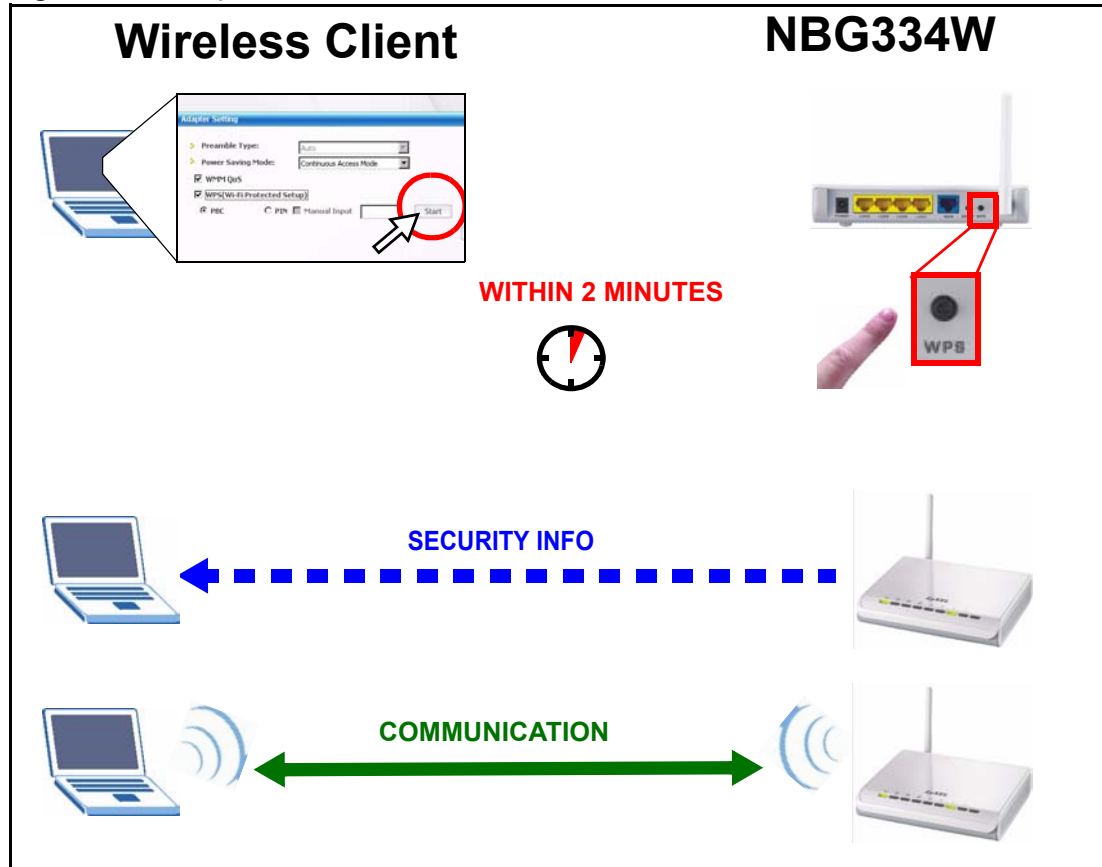 Wireless Client
NBG334W
Adapter Setting
Preamble Type: Auto
Power Saving Mode: Continuous Access Mode
WMM QoS
WPS(Wi-Fi Protected Setup)
PBC PIN Manual Input Start
WITHIN 2 MINUTES
WPS
SECURITY INFO
COMMUNICATION